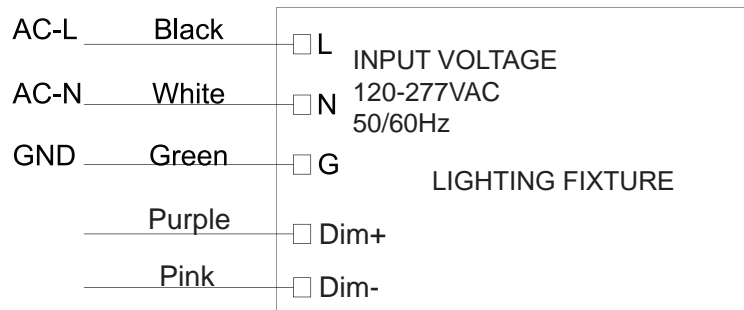 AC-L Black L
INPUT VOLTAGE
AC-N White N 120-277VAC
50/60Hz
GND Green G
LIGHTING FIXTURE
Purple Dim+
Pink Dim-